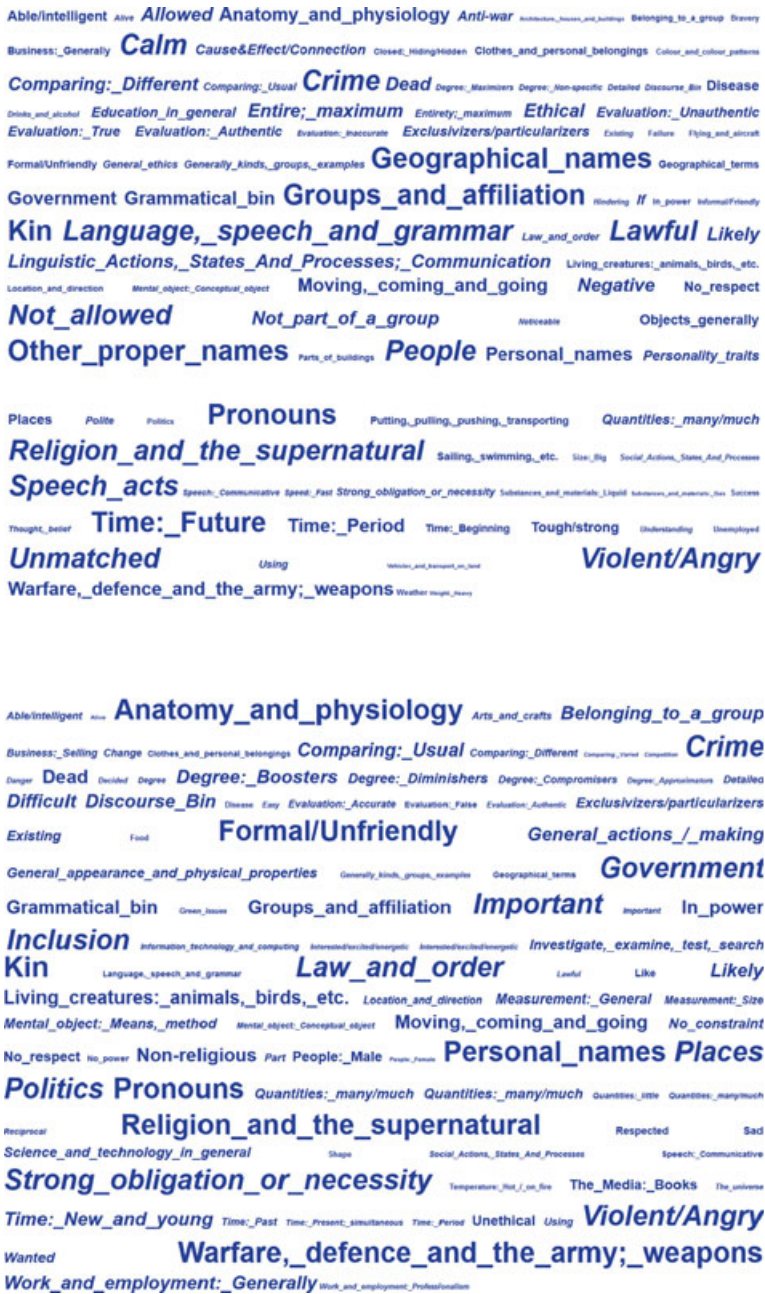 Able/intelligent Alive Allowed Anatomy_and_physiology Anti-war Architecture:_houses_and_buildings Belonging_to_a_group Bravery
Business:_Generally Calm Cause&Effect/Connection Closed;_Hiding/Hidden Clothes_and_personal_belongings Colour_and_colour_patterns
Comparing:_Different Comparing:_Usual Crime Dead Degree:_Maximizers Degree:_Non-specific Detailed Discourse_Bin Disease
Drinks_and_alcohol Education_in_general Entire;_maximum Entirety;_maximum Ethical Evaluation:_Unauthentic
Evaluation:_True Evaluation:_Authentic Evaluation:_Inaccurate Exclusivizers/particularizers Existing Failure Flying_and_aircraft
Formal/Unfriendly General_ethics Generally_kinds,_groups,_examples Geographical_names Geographical_terms
Government Grammatical_bin Groups_and_affiliation Hindering If In_power Informal/Friendly
Kin Language,_speech_and_grammar Law_and_order Lawful Likely
Linguistic_Actions,_States_And_Processes;_Communication Living_creatures:_animals,_birds,_etc.
Location_and_direction Mental_object:_Conceptual_object Moving,_coming_and_going Negative No_respect
Not_allowed Not_part_of_a_group Noticeable Objects_generally
Other_proper_names Parts_of_buildings People Personal_names Personality_traits
Places Polite Politics Pronouns Putting,_pulling,_pushing,_transporting Quantities:_many/much
Religion_and_the_supernatural Sailing,_swimming,_etc. Size:_Big Social_Actions,_States_And_Processes
Speech_acts Speech:_Communicative Speed:_Fast Strong_obligation_or_necessity Substances_and_materials:_Liquid Substances_and_materials:_Gas Success
Thought,_belief Time:_Future Time:_Period Time:_Beginning Tough/strong Understanding Unemployed
Unmatched Using Vehicles_and_transport_on_land Violent/Angry
Warfare,_defence_and_the_army;_weapons Weather Weight:_Heavy
Able/intelligent Alive Anatomy_and_physiology Arts_and_crafts Belonging_to_a_group
Business:_Selling Change Clothes_and_personal_belongings Comparing:_Usual Comparing:_Different Comparing:_Varied Competition Crime
Danger Dead Decided Degree Degree:_Boosters Degree:_Diminishers Degree:_Compromisers Degree:_Approximators Detailed
Difficult Discourse_Bin Disease Easy Evaluation:_Accurate Evaluation:_False Evaluation:_Authentic Exclusivizers/particularizers
Existing Food Formal/Unfriendly General_actions_/_making
General_appearance_and_physical_properties Generally_kinds,_groups,_examples Geographical_terms Government
Grammatical_bin Green_issues Groups_and_affiliation Important Important In_power
Inclusion Information_technology_and_computing Interested/excited/energetic Interested/excited/energetic Investigate,_examine,_test,_search
Kin Language,_speech_and_grammar Law_and_order Lawful Like Likely
Living_creatures:_animals,_birds,_etc. Location_and_direction Measurement:_General Measurement:_Size
Mental_object:_Means,_method Mental_object:_Conceptual_object Moving,_coming_and_going No_constraint
No_respect No_power Non-religious Part People:_Male People:_Female Personal_names Places
Politics Pronouns Quantities:_many/much Quantities:_many/much Quantities:_little Quantities:_many/much
Reciprocal Religion_and_the_supernatural Respected Sad
Science_and_technology_in_general Shape Social_Actions,_States_And_Processes Speech:_Communicative
Strong_obligation_or_necessity Temperature:_Hot_/_on_fire The_Media:_Books The_universe
Time:_New_and_young Time:_Past Time:_Present;_simultaneous Time:_Period Unethical Using Violent/Angry
Wanted Warfare,_defence_and_the_army;_weapons
Work_and_employment:_Generally Work_and_employment:_Professionalism